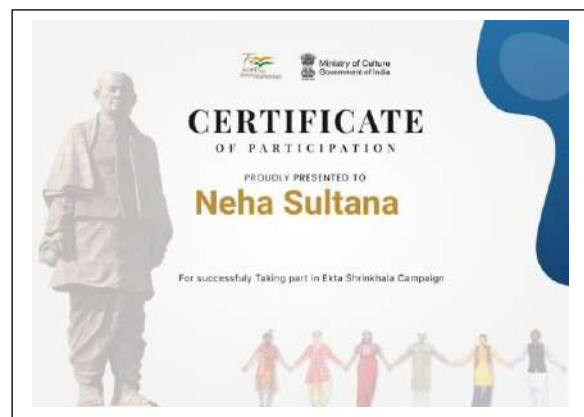 Ministry of Culture
Government of India
CERTIFICATE
OF PARTICIPATION
PROUDLY PRESENTED TO
Neha Sultana
For successfuly Taking part in Ekta Shrinkhala Campaign